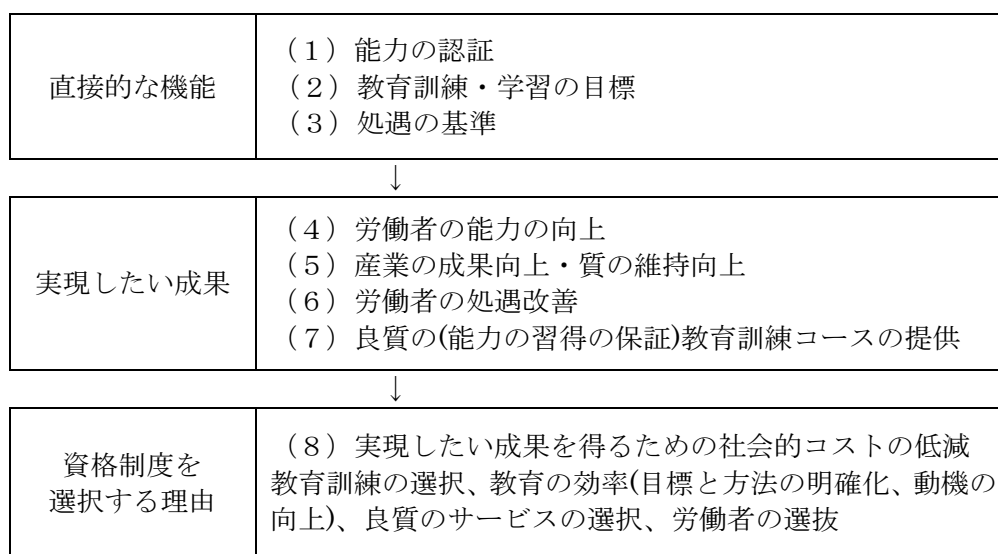 直接的な機能
（１）能力の認証
（２）教育訓練・学習の目標
（３）処遇の基準
↓
実現したい成果
（４）労働者の能力の向上
（５）産業の成果向上・質の維持向上
（６）労働者の処遇改善
（７）良質の(能力の習得の保証)教育訓練コースの提供
↓
資格制度を
選択する理由
（８）実現したい成果を得るための社会的コストの低減
教育訓練の選択、教育の効率(目標と方法の明確化、動機の
向上)、良質のサービスの選択、労働者の選抜